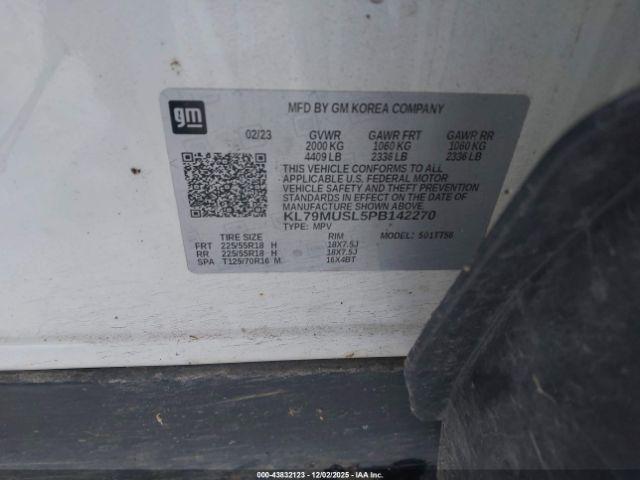 gm
MFD BY GM KOREA COMPANY
02/23 GVWR GAWR FRT GAWR RR
2000 KG 1060 KG 1060 KG
4409 LB 2336 LB 2336 LB
THIS VEHICLE CONFORMS TO ALL
APPLICABLE U.S. FEDERAL MOTOR
VEHICLE SAFETY AND THEFT
PREVENTION STANDARDS IN EFFECT ON
THE DATE OF MANUFACTURE SHOWN ABOVE.
KL79MUSL5PB142270
TYPE: MPV MODEL: 501TT56
TIRE SIZE RIM
FRT 225/55R18 H 18X7.5J
RR 225/55R18 H 18X7.5J
SPA T125/70R16 M 16X4BT
000-43832123 | 12/02/2025 | © IAA Holdings, LLC